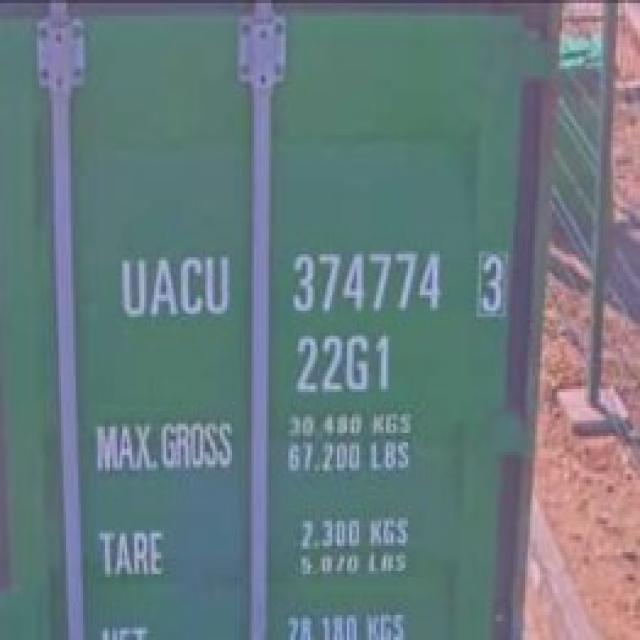 UACU 374774 3
22G1
MAX. GROSS 30.480 KGS
67.200 LBS
TARE 2.300 KGS
5.070 LBS
NET 28.180 KGS